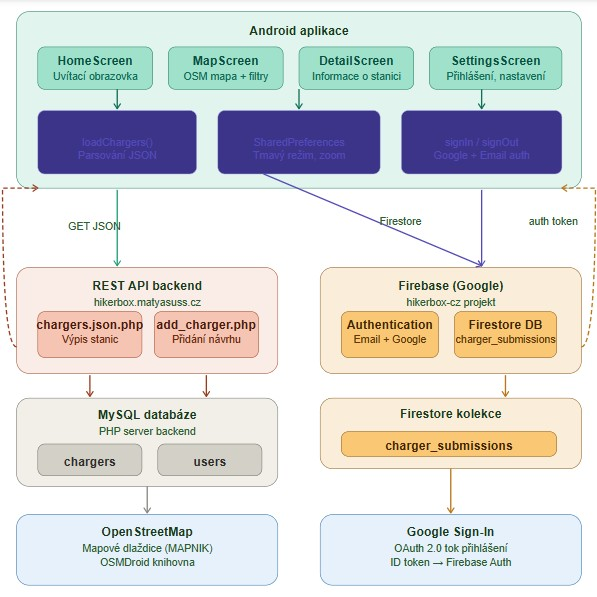 Android aplikace
HomeScreen
Uvítací obrazovka
MapScreen
OSM mapa + filtry
DetailScreen
Informace o stanici
SettingsScreen
Přihlášení, nastavení
loadChargers()
Parsování JSON
SharedPreferences
Tmavý režim, zoom
signIn / signOut
Google + Email auth
GET JSON
Firestore
auth token
REST API backend
hikerbox.matyasuss.cz
chargers.json.php
Výpis stanic
add_charger.php
Přidání návrhu
Firebase (Google)
hikerbox-cz projekt
Authentication
Email + Google
Firestore DB
charger_submissions
MySQL databáze
PHP server backend
chargers
users
Firestore kolekce
charger_submissions
OpenStreetMap
Mapové dlaždice (MAPNIK)
OSMDroid knihovna
Google Sign-In
OAuth 2.0 tok přihlášení
ID token → Firebase Auth